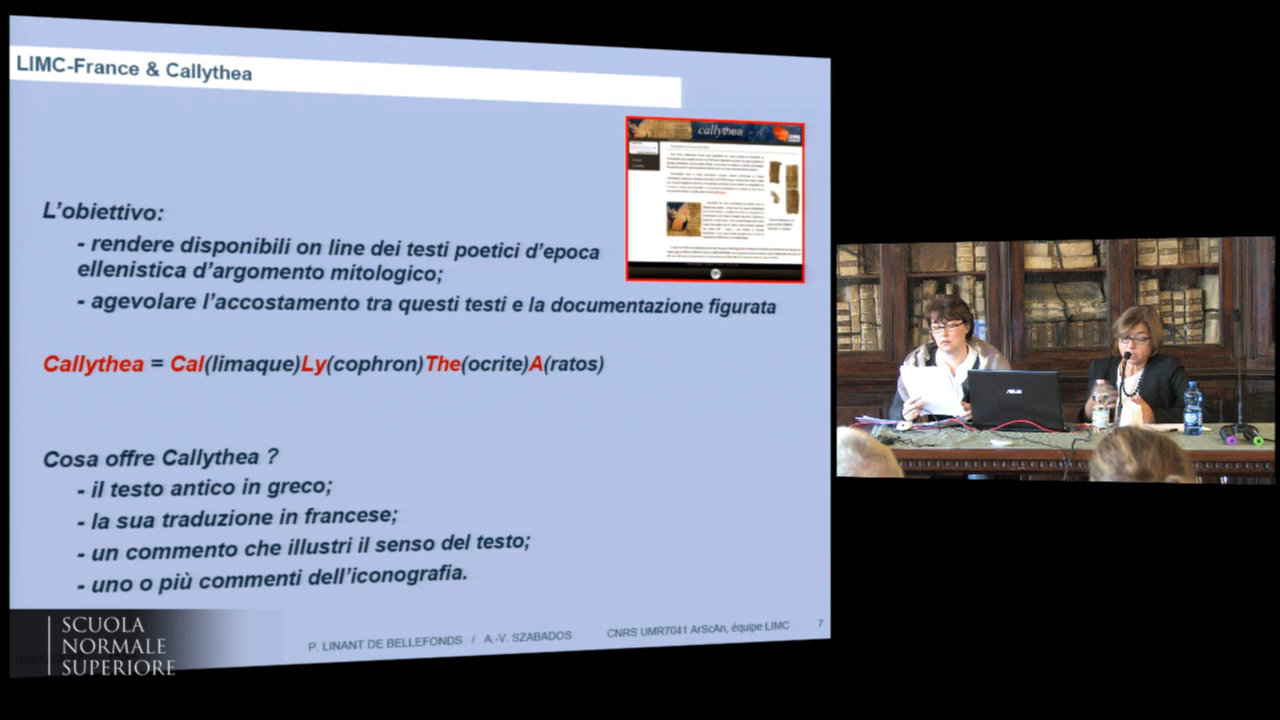 LIMC-France & Callythea
callythea
L'obiettivo:
- rendere disponibili on line dei testi poetici d'epoca
ellenistica d'argomento mitologico;
- agevolare l'accostamento tra questi testi e la documentazione figurata
Callythea = Cal(limaque)Ly(cophron)The(ocrite)A(ratos)
Cosa offre Callythea ?
- il testo antico in greco;
- la sua traduzione in francese;
- un commento che illustri il senso del testo;
- uno o più commenti dell'iconografia.
P. LINANT DE BELLEFONDS / A.-V. SZABADOS CNRS UMR7041 ArScAn, équipe LIMC 7
SCUOLA
NORMALE
SUPERIORE
ASUS